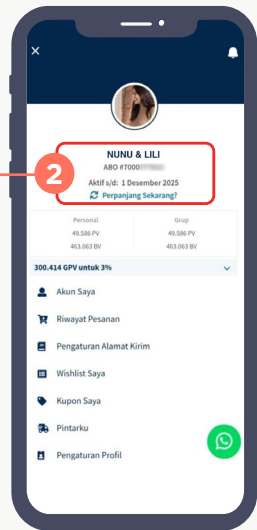 NUNU & LILI
ABO #7000
2
Aktif s/d: 1 Desember 2025
Perpanjang Sekarang?
Personal
Grup
49.586 PV
49.586 PV
463.063 BV
463.063 BV
300.414 GPV untuk 3%
Akun Saya
Riwayat Pesanan
Pengaturan Alamat Kirim
Wishlist Saya
Kupon Saya
Pintarku
Pengaturan Profil